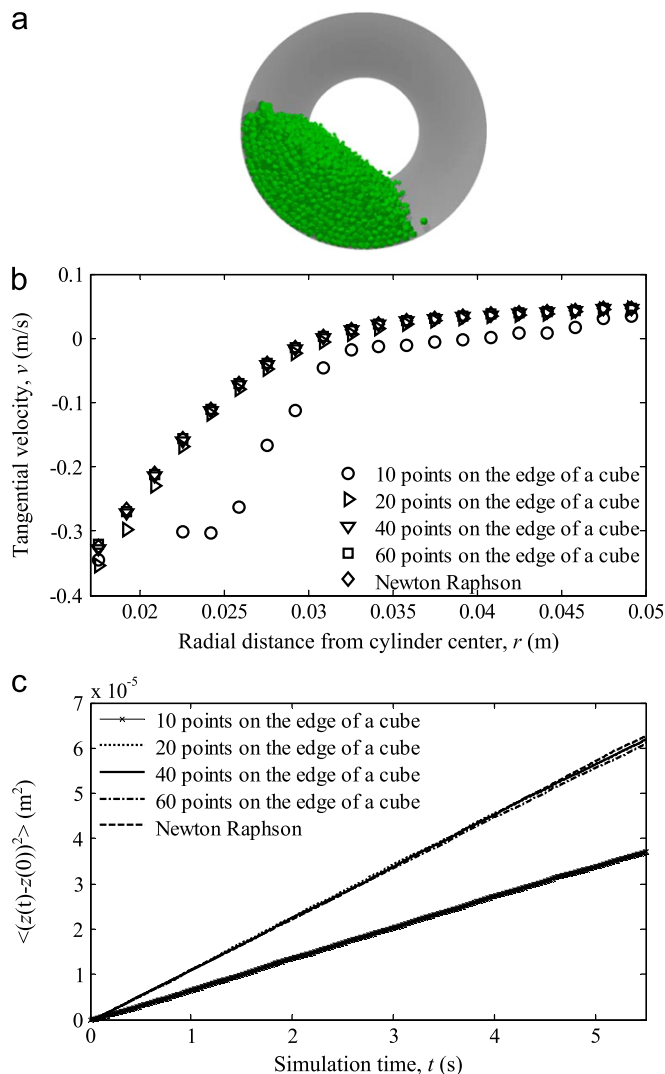 a
b
0.1
0
-0.1
-0.2
-0.3
-0.4
Tangential velocity, v (m/s)
10 points on the edge of a cube
20 points on the edge of a cube
40 points on the edge of a cube
60 points on the edge of a cube
Newton Raphson
0.02 0.025 0.03 0.035 0.04 0.045 0.05
Radial distance from cylinder center, r (m)
c
x 10⁻⁵
7
6
5
4
3
2
1
0
<(z(t)-z(0))²> (m²)
10 points on the edge of a cube
20 points on the edge of a cube
40 points on the edge of a cube
60 points on the edge of a cube
Newton Raphson
0 1 2 3 4 5
Simulation time, t (s)